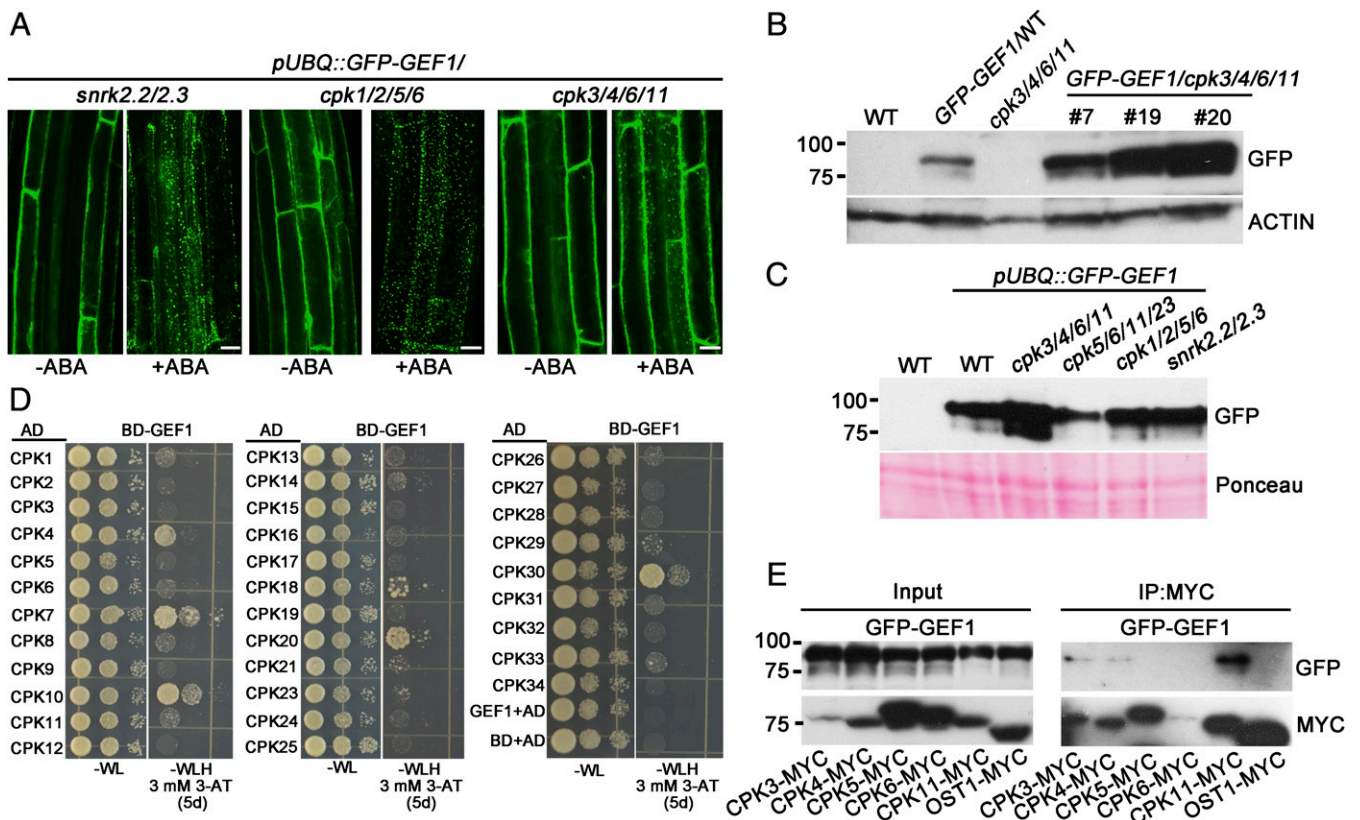 A
pUBQ::GFP-GEF1/
snrk2.2/2.3 cpk1/2/5/6 cpk3/4/6/11
-ABA +ABA -ABA +ABA -ABA +ABA
B
WT GFP-GEF1/WT cpk3/4/6/11 GFP-GEF1/cpk3/4/6/11
#7 #19 #20
100
75
GFP
ACTIN
C
pUBQ::GFP-GEF1
WT WT cpk3/4/6/11 cpk5/6/11/23 cpk1/2/5/6 snrk2.2/2.3
100
75
GFP
Ponceau
D
AD BD-GEF1
CPK1
CPK2
CPK3
CPK4
CPK5
CPK6
CPK7
CPK8
CPK9
CPK10
CPK11
CPK12
-WL -WLH
3 mM 3-AT
(5d)
AD BD-GEF1
CPK13
CPK14
CPK15
CPK16
CPK17
CPK18
CPK19
CPK20
CPK21
CPK23
CPK24
CPK25
-WL -WLH
3 mM 3-AT
(5d)
AD BD-GEF1
CPK26
CPK27
CPK28
CPK29
CPK30
CPK31
CPK32
CPK33
CPK34
GEF1+AD
BD+AD
-WL -WLH
3 mM 3-AT
(5d)
E
Input IP:MYC
GFP-GEF1 GFP-GEF1
100
75
GFP
75
MYC
CPK3-MYC CPK4-MYC CPK5-MYC CPK6-MYC CPK11-MYC OST1-MYC
100
75
75
CPK3-MYC CPK4-MYC CPK5-MYC CPK6-MYC CPK11-MYC OST1-MYC